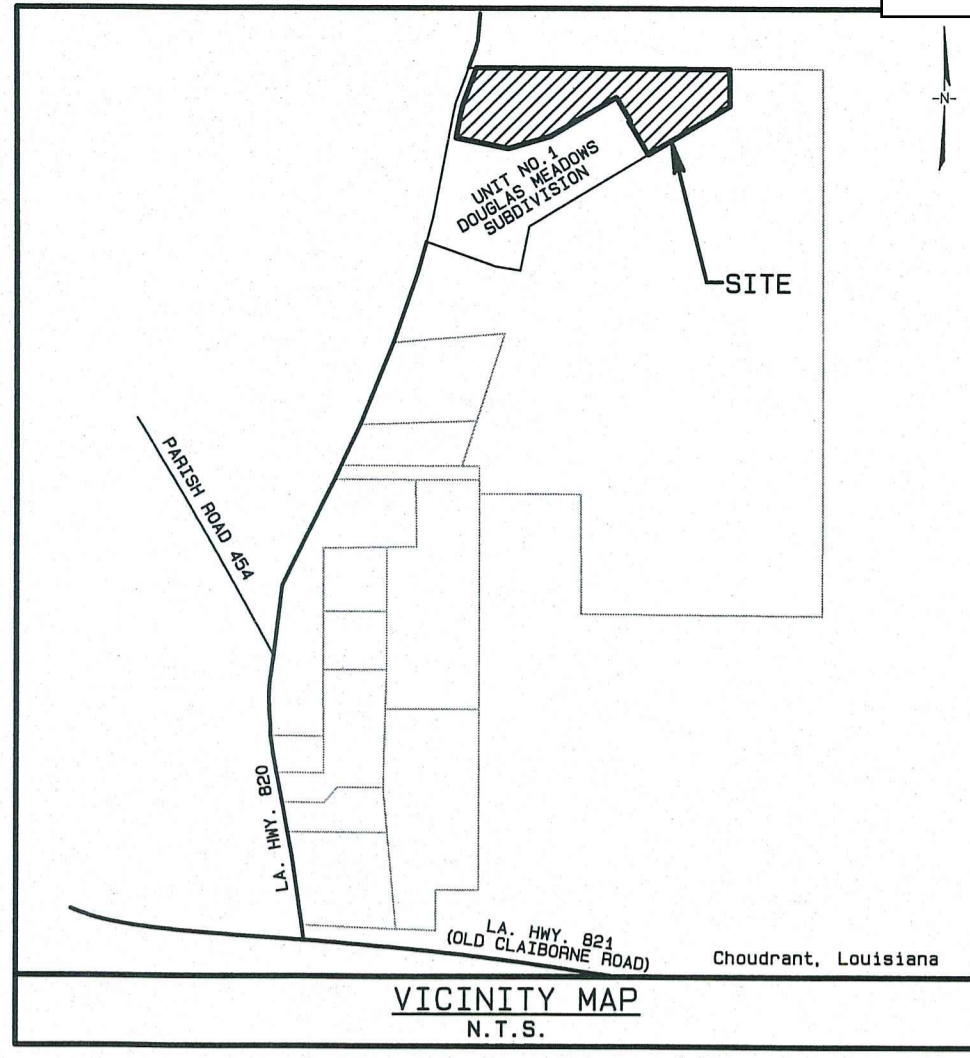 -N-
UNIT NO. 1
DOUGLAS MEADOWS
SUBDIVISION
SITE
PARISH ROAD 454
LA. HWY. 820
LA. HWY. 821
(OLD CLAIBORNE ROAD)
Choudrant, Louisiana
VICINITY MAP
N.T.S.